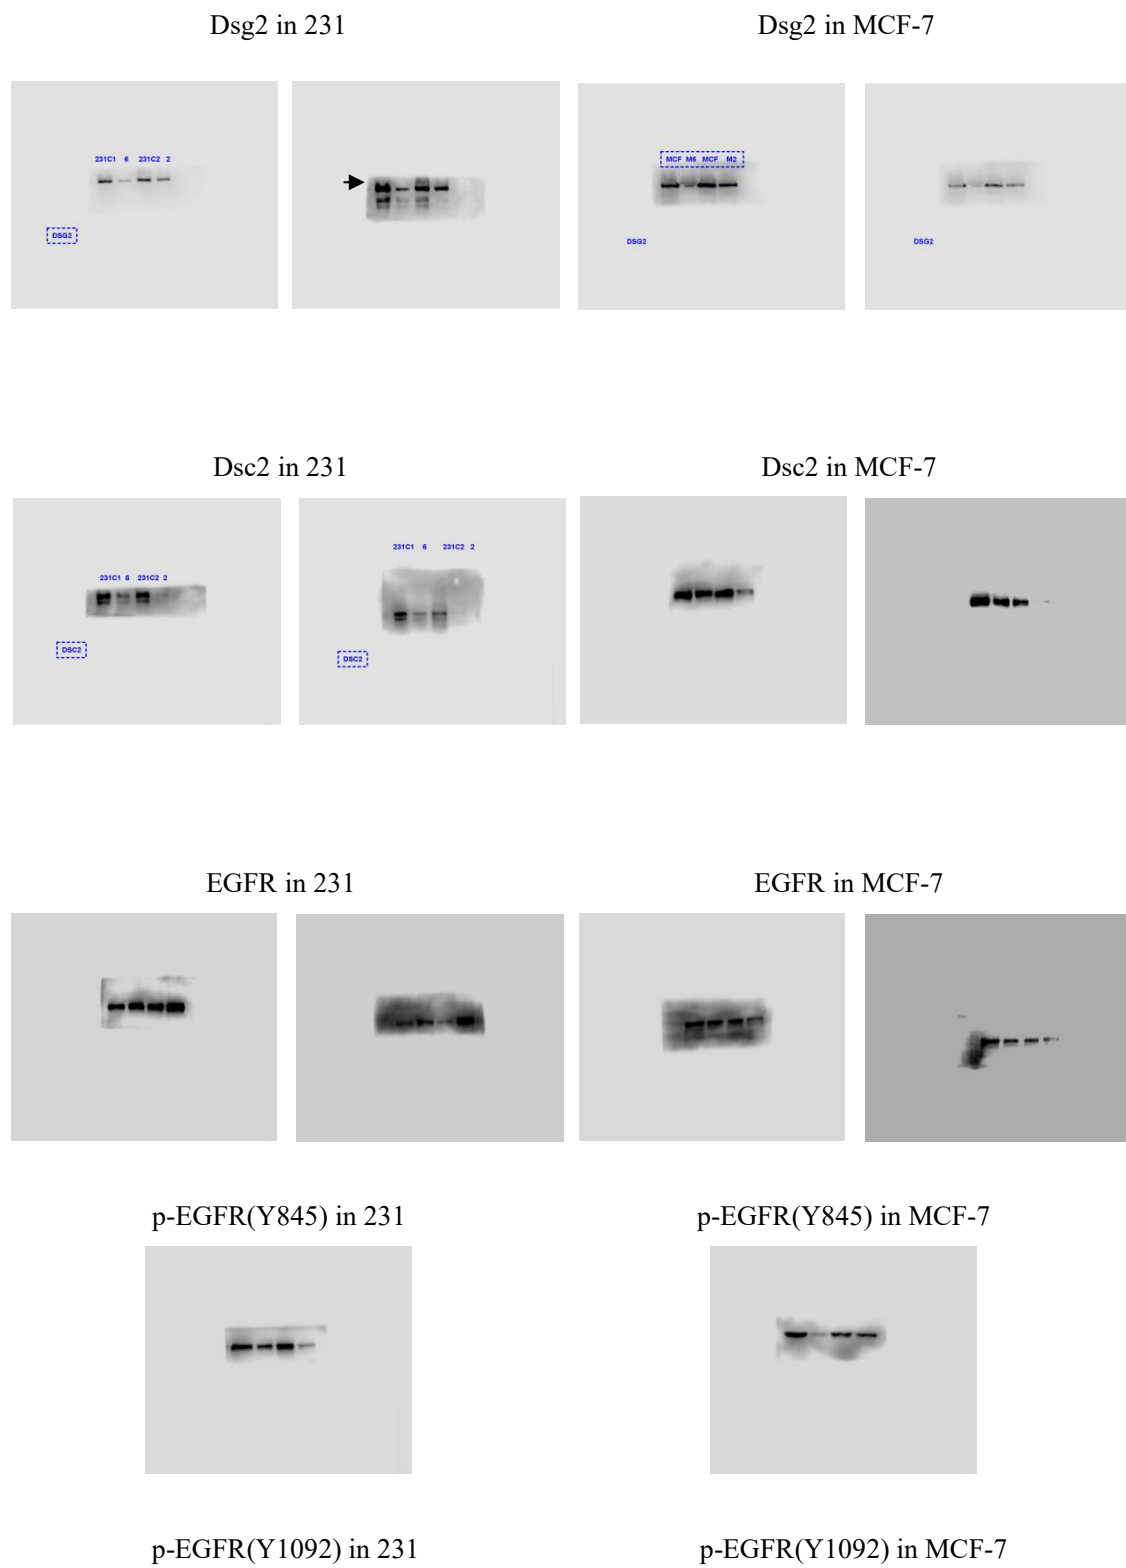 Dsg2 in 231
Dsg2 in MCF-7
231C1 6 231C2 2
DSG2
MCF M6 MCF M2
DSG2
DSG2
Dsc2 in 231
Dsc2 in MCF-7
231C1 6 231C2 2
DSC2
231C1 6 231C2 2
DSC2
EGFR in 231
EGFR in MCF-7
p-EGFR(Y845) in 231
p-EGFR(Y845) in MCF-7
p-EGFR(Y1092) in 231
p-EGFR(Y1092) in MCF-7